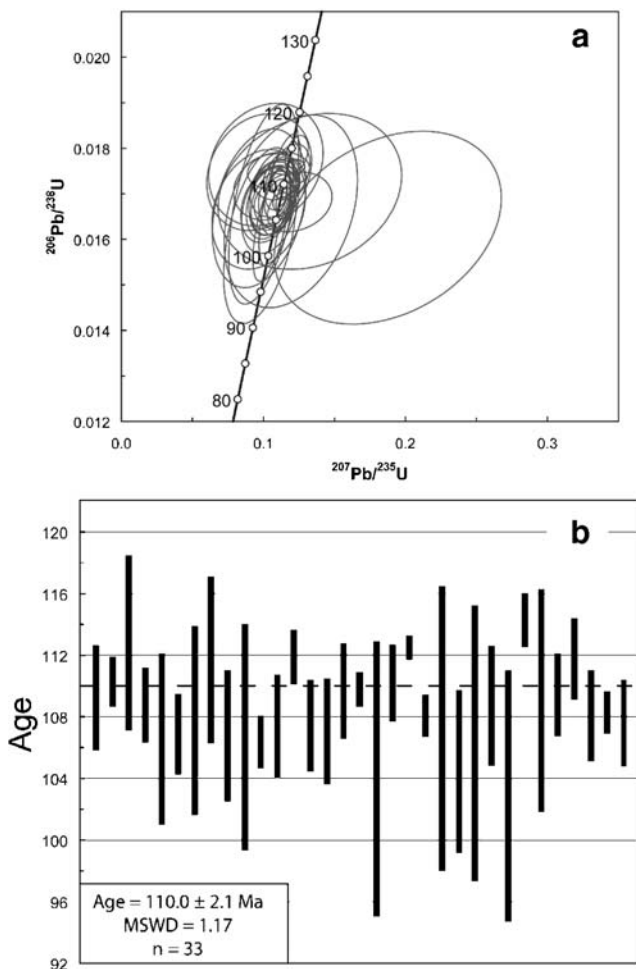 a
0.020
0.018
0.016
0.014
0.012
²⁰⁶Pb/²³⁸U
130
120
110
100
90
80
0.0
0.1
0.2
0.3
²⁰⁷Pb/²³⁵U
b
120
116
112
108
104
100
96
92
Age
Age = 110.0 ± 2.1 Ma
MSWD = 1.17
n = 33